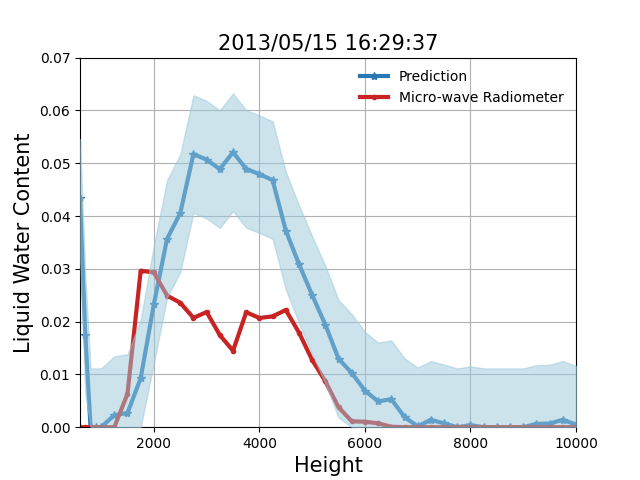 2013/05/15 16:29:37
Prediction
Micro-wave Radiometer
Liquid Water Content
0.07
0.06
0.05
0.04
0.03
0.02
0.01
0.00
2000 4000 6000 8000 10000
Height